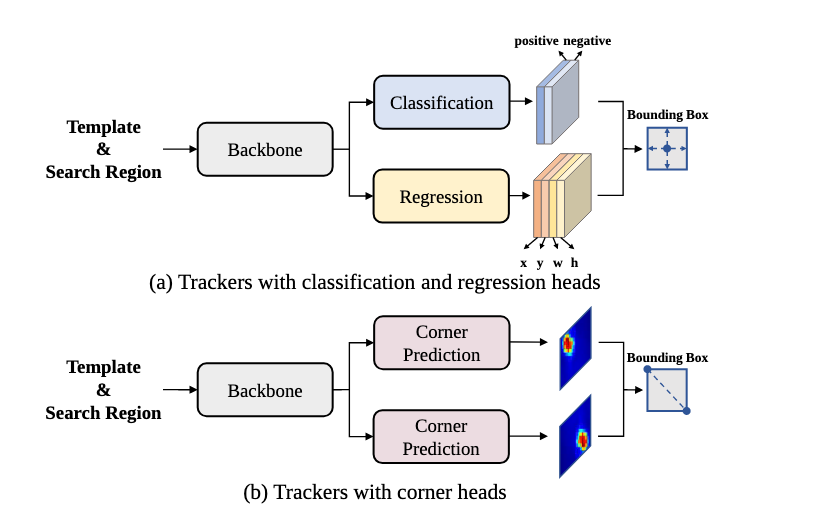 positive negative
Classification
Bounding Box
Template
&
Search Region
Backbone
Regression
x y w h
(a) Trackers with classification and regression heads
Corner
Prediction
Bounding Box
Template
&
Search Region
Backbone
Corner
Prediction
(b) Trackers with corner heads